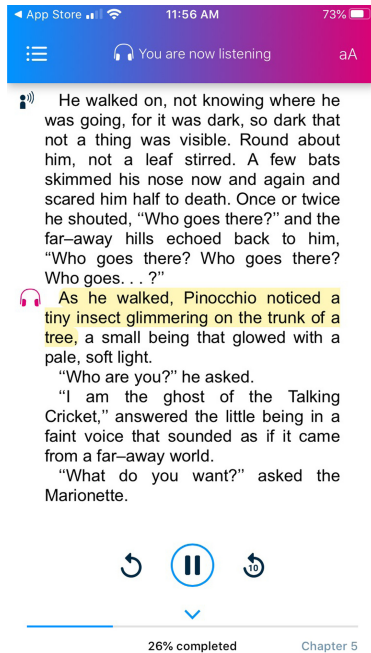 ◀ App Store 11:56 AM 73%
You are now listening aA
He walked on, not knowing where he
was going, for it was dark, so dark that
not a thing was visible. Round about
him, not a leaf stirred. A few bats
skimmed his nose now and again and
scared him half to death. Once or twice
he shouted, “Who goes there?” and the
far–away hills echoed back to him,
“Who goes there? Who goes there?
Who goes. . . ?”
As he walked, Pinocchio noticed a
tiny insect glimmering on the trunk of a
tree, a small being that glowed with a
pale, soft light.
“Who are you?” he asked.
“I am the ghost of the Talking
Cricket,” answered the little being in a
faint voice that sounded as if it came
from a far–away world.
“What do you want?” asked the
Marionette.
10
26% completed Chapter 5